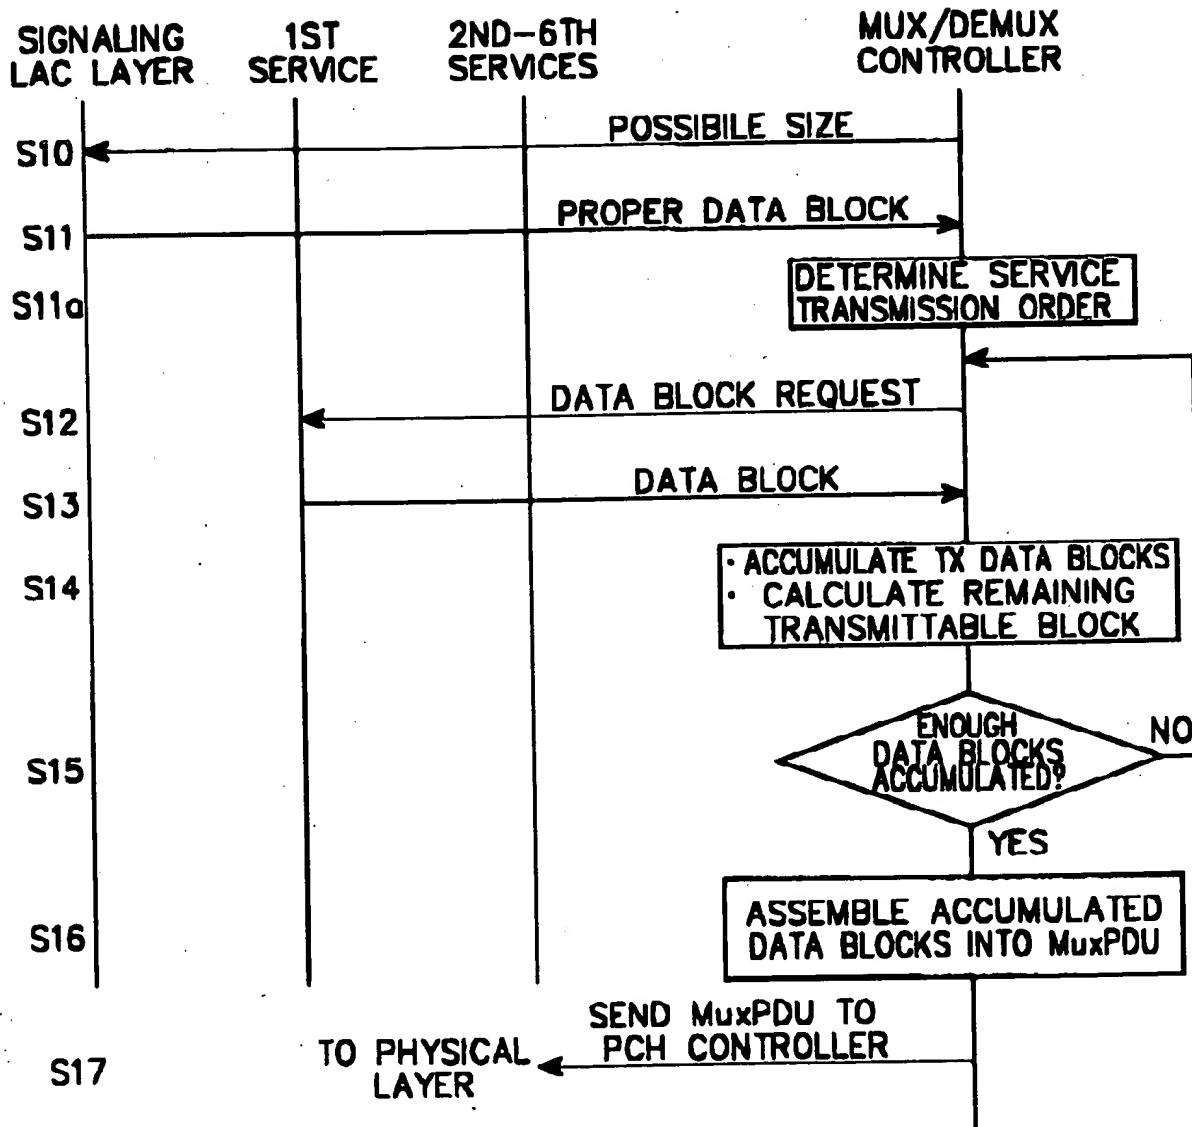 SIGNALING
LAC LAYER
1ST
SERVICE
2ND-6TH
SERVICES
MUX/DEMUX
CONTROLLER
S10
POSSIBILE SIZE
S11
PROPER DATA BLOCK
S11a
DETERMINE SERVICE
TRANSMISSION ORDER
S12
DATA BLOCK REQUEST
S13
DATA BLOCK
S14
· ACCUMULATE TX DATA BLOCKS
· CALCULATE REMAINING
TRANSMITTABLE BLOCK
S15
ENOUGH
DATA BLOCKS
ACCUMULATED?
NO
YES
S16
ASSEMBLE ACCUMULATED
DATA BLOCKS INTO MuxPDU
S17
TO PHYSICAL
LAYER
SEND MuxPDU TO
PCH CONTROLLER